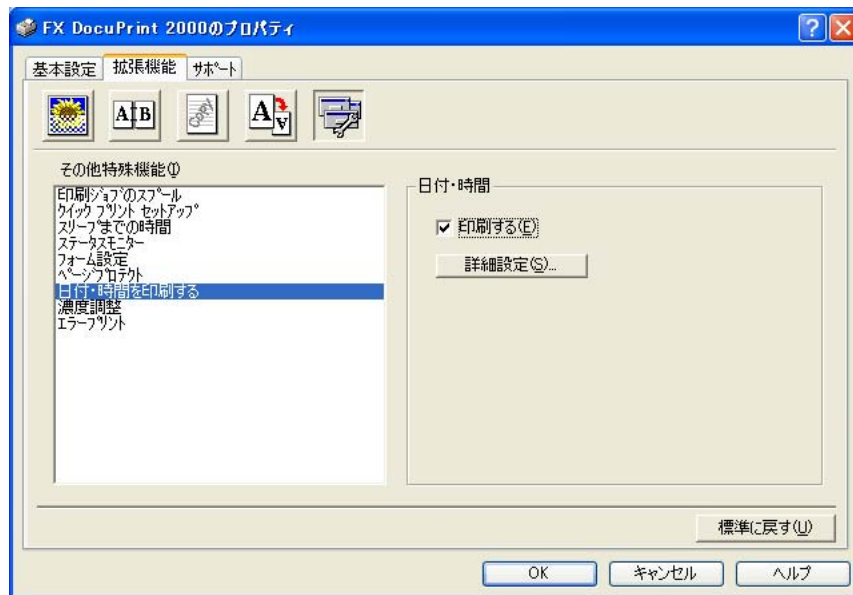 FX DocuPrint 2000のプロパティ
基本設定 拡張機能 サポート
A B
COPY
A A
その他特殊機能(I)
印刷ジョブのスプール
クイック プリント セットアップ
スリープまでの時間
ステータスモニター
フォーム設定
ページプロテクト
日付・時間を印刷する
濃度調整
エラープリント
日付・時間
印刷する(E)
詳細設定(S)...
標準に戻す(U)
OK キャンセル ヘルプ